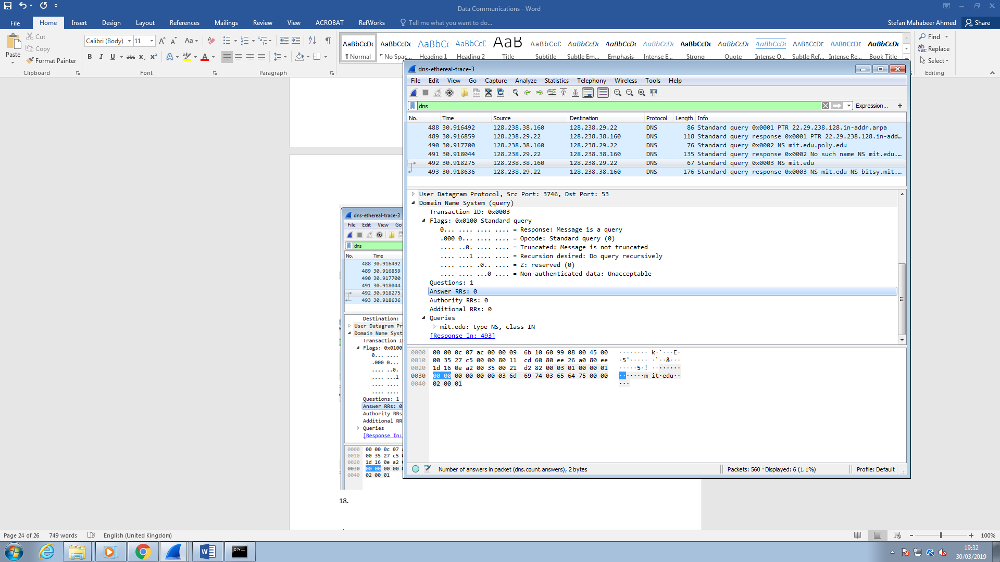 Data Communications - Word
File Home Insert Design Layout References Mailings Review View ACROBAT RefWorks Tell me what you want to do... Stefan Mahabeer Ahmed Share
Paste Cut Copy Format Painter
Calibri (Body) 11
AaBbCcDc AaBbCcDc AaBbCc AaBbCcD AaB AaBbCcD AaBbCcDc AaBbCcDc AaBbCcDc AaBbCcDc AaBbCcDc AaBbCcDc AaBbCcDc AaBbCcDc AaBbCcDc
¶ Normal ¶ No Spac... Heading 1 Heading 2 Title Subtitle Subtle Em... Emphasis Intense E... Strong Quote Intense Q... Subtle Ref... Intense Re... Book Title
Find Replace Select
Clipboard Font Paragraph Editing
dns-ethereal-trace-3
File Edit View Go Capture Analyze Statistics Telephony Wireless Tools Help
dns Expression... +
No. Time Source Destination Protocol Length Info
488 30.916492 128.238.38.160 128.238.29.22 DNS 86 Standard query 0x0001 PTR 22.29.238.128.in-addr.arpa
489 30.916859 128.238.29.22 128.238.38.160 DNS 118 Standard query response 0x0001 PTR 22.29.238.128.in-add…
490 30.917700 128.238.38.160 128.238.29.22 DNS 76 Standard query 0x0002 NS mit.edu.poly.edu
491 30.918044 128.238.29.22 128.238.38.160 DNS 135 Standard query response 0x0002 No such name NS mit.edu.…
492 30.918275 128.238.38.160 128.238.29.22 DNS 67 Standard query 0x0003 NS mit.edu
493 30.918636 128.238.29.22 128.238.38.160 DNS 176 Standard query response 0x0003 NS mit.edu NS bitsy.mit.…
User Datagram Protocol, Src Port: 3746, Dst Port: 53
Domain Name System (query)
Transaction ID: 0x0003
Flags: 0x0100 Standard query
0... .... .... .... = Response: Message is a query
.000 0... .... .... = Opcode: Standard query (0)
.... ..0. .... .... = Truncated: Message is not truncated
.... ...1 .... .... = Recursion desired: Do query recursively
.... .... .0.. .... = Z: reserved (0)
.... .... ...0 .... = Non-authenticated data: Unacceptable
Questions: 1
Answer RRs: 0
Authority RRs: 0
Additional RRs: 0
Queries
mit.edu: type NS, class IN
[Response In: 493]
0000 00 00 0c 07 ac 00 00 09 6b 10 60 99 08 00 45 00 ········ k·`···E·
0010 00 35 27 c5 00 00 80 11 cd 60 80 ee 26 a0 80 ee ·5'····· ·`··&···
0020 1d 16 0e a2 00 35 00 21 d2 82 00 03 01 00 00 01 ·····5·! ········
0030 00 00 00 00 00 00 03 6d 69 74 03 65 64 75 00 00 ·······m it·edu··
0040 02 00 01 ···
Number of answers in packet (dns.count.answers), 2 bytes Packets: 560 · Displayed: 6 (1.1%) Profile: Default
dns-ethereal-trace-3
File Edit View Go
dns
No. Time
488 30.916492
489 30.916859
490 30.917700
491 30.918044
492 30.918275
493 30.918636
Destination:
User Datagram Pr
Domain Name Syst
Transaction I
Flags: 0x0100
0... ....
.000 0...
.... ..0.
.... ...1
.... ....
.... ....
Questions: 1
Answer RRs: 0
Authority RRs
Additional RR
Queries
[Response In:
0000 00 00 0c 07
0010 00 35 27 c5
0020 1d 16 0e a2
0030 00 00 00 00
0040 02 00 01
18.
Page 24 of 26 749 words English (United Kingdom) 100%
19:32
30/03/2019